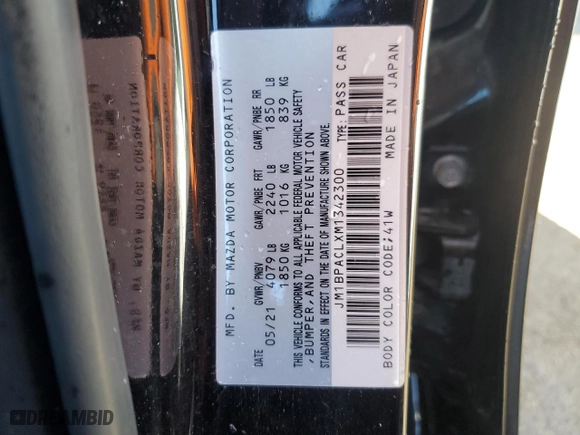 MFD. BY MAZDA MOTOR CORPORATION
DATE GVWR/PNBV GAWR/PNBE FRT GAWR/PNBE RR
05/21 4079 LB 2240 LB 1850 LB
1850 KG 1016 KG 839 KG
THIS VEHICLE CONFORMS TO ALL APPLICABLE FEDERAL MOTOR VEHICLE SAFETY
,BUMPER,AND THEFT PREVENTION
STANDARDS IN EFFECT ON THE DATE OF MANUFACTURE SHOWN ABOVE.
JM1BPACLXM1342300 TYPE: PASS CAR
BODY COLOR CODE:41W MADE IN JAPAN
DREAMBID